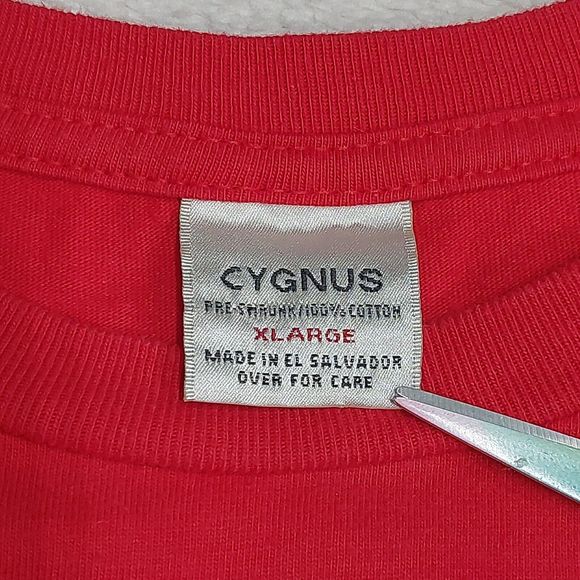 CYGNUS
PRE-SHRUNK/100% COTTON
XLARGE
MADE IN EL SALVADOR
OVER FOR CARE